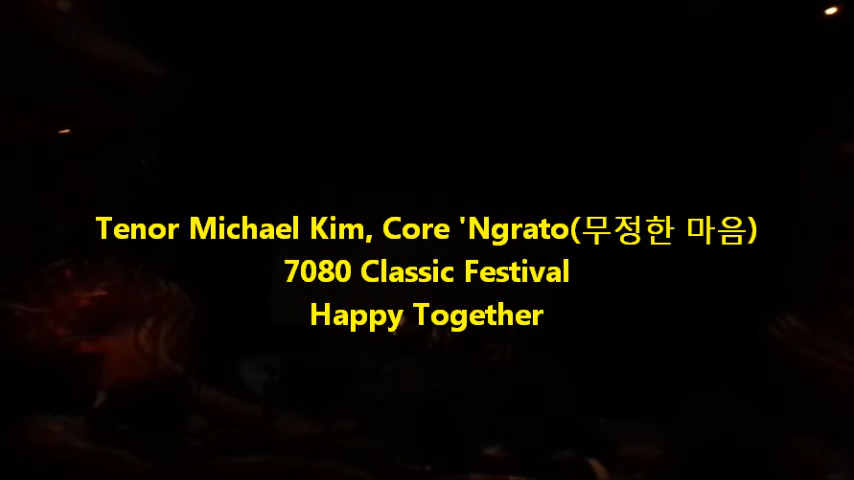 Tenor Michael Kim, Core 'Ngrato(무정한 마음)
7080 Classic Festival
Happy Together